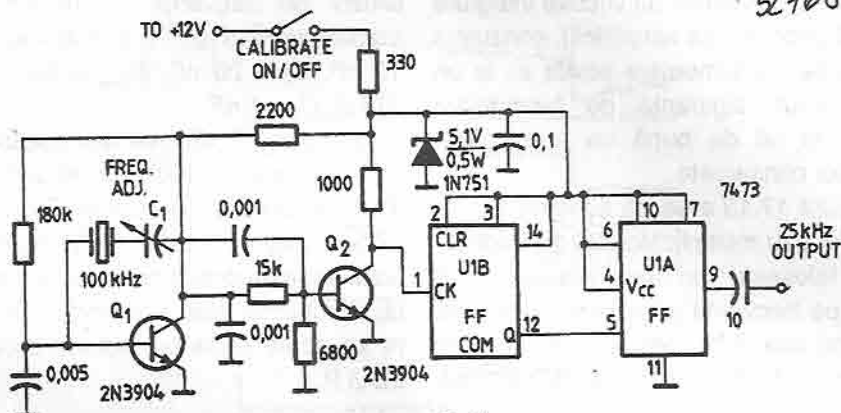 TO +12V
CALIBRATE
ON/OFF
330
2200
FREQ.
ADJ.
C1
180k
100 kHz
0,001
1000
5,1V
0,5W
1N751
0,1
15k
Q1
Q2
0,001
6800
0,005
2N3904
2N3904
2
3
CLR
14
U1B
1
CK
FF
Q
12
COM
10
7
7473
6
U1A
4
VCC
9
FF
5
11
25kHz
OUTPUT
10